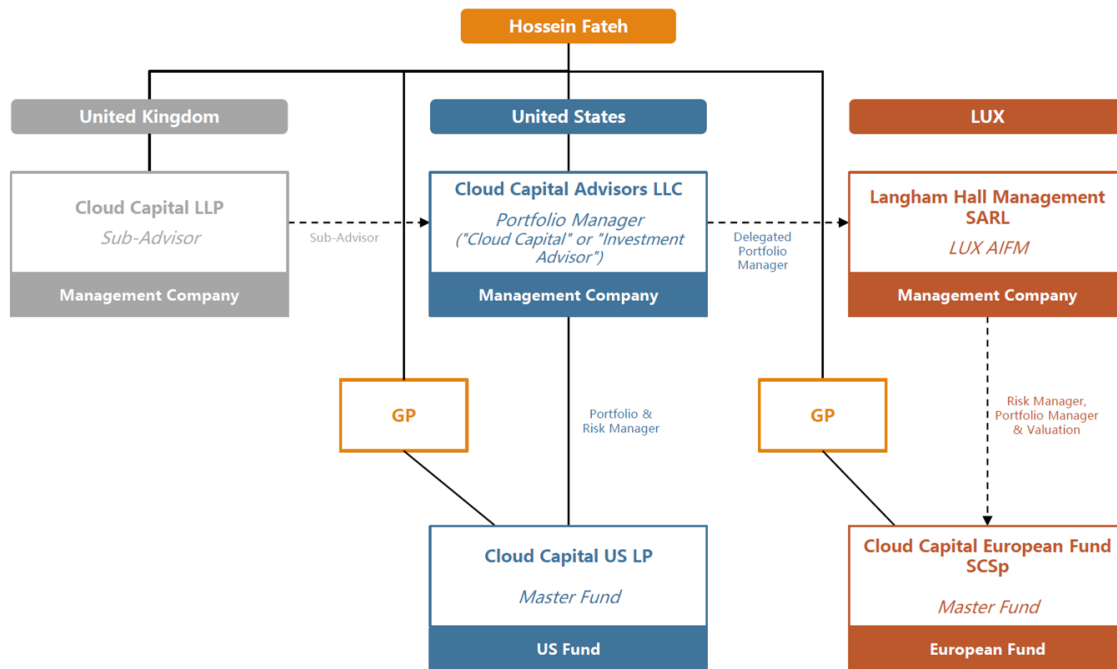 Hossein Fateh
United Kingdom
United States
LUX
Cloud Capital LLP
Sub-Advisor
Management Company
Sub-Advisor
Cloud Capital Advisors LLC
Portfolio Manager
("Cloud Capital" or "Investment
Advisor")
Management Company
Delegated
Portfolio
Manager
Langham Hall Management
SARL
LUX AIFM
Management Company
GP
Portfolio &
Risk Manager
GP
Risk Manager,
Portfolio Manager
& Valuation
Cloud Capital US LP
Master Fund
US Fund
Cloud Capital European Fund
SCSp
Master Fund
European Fund